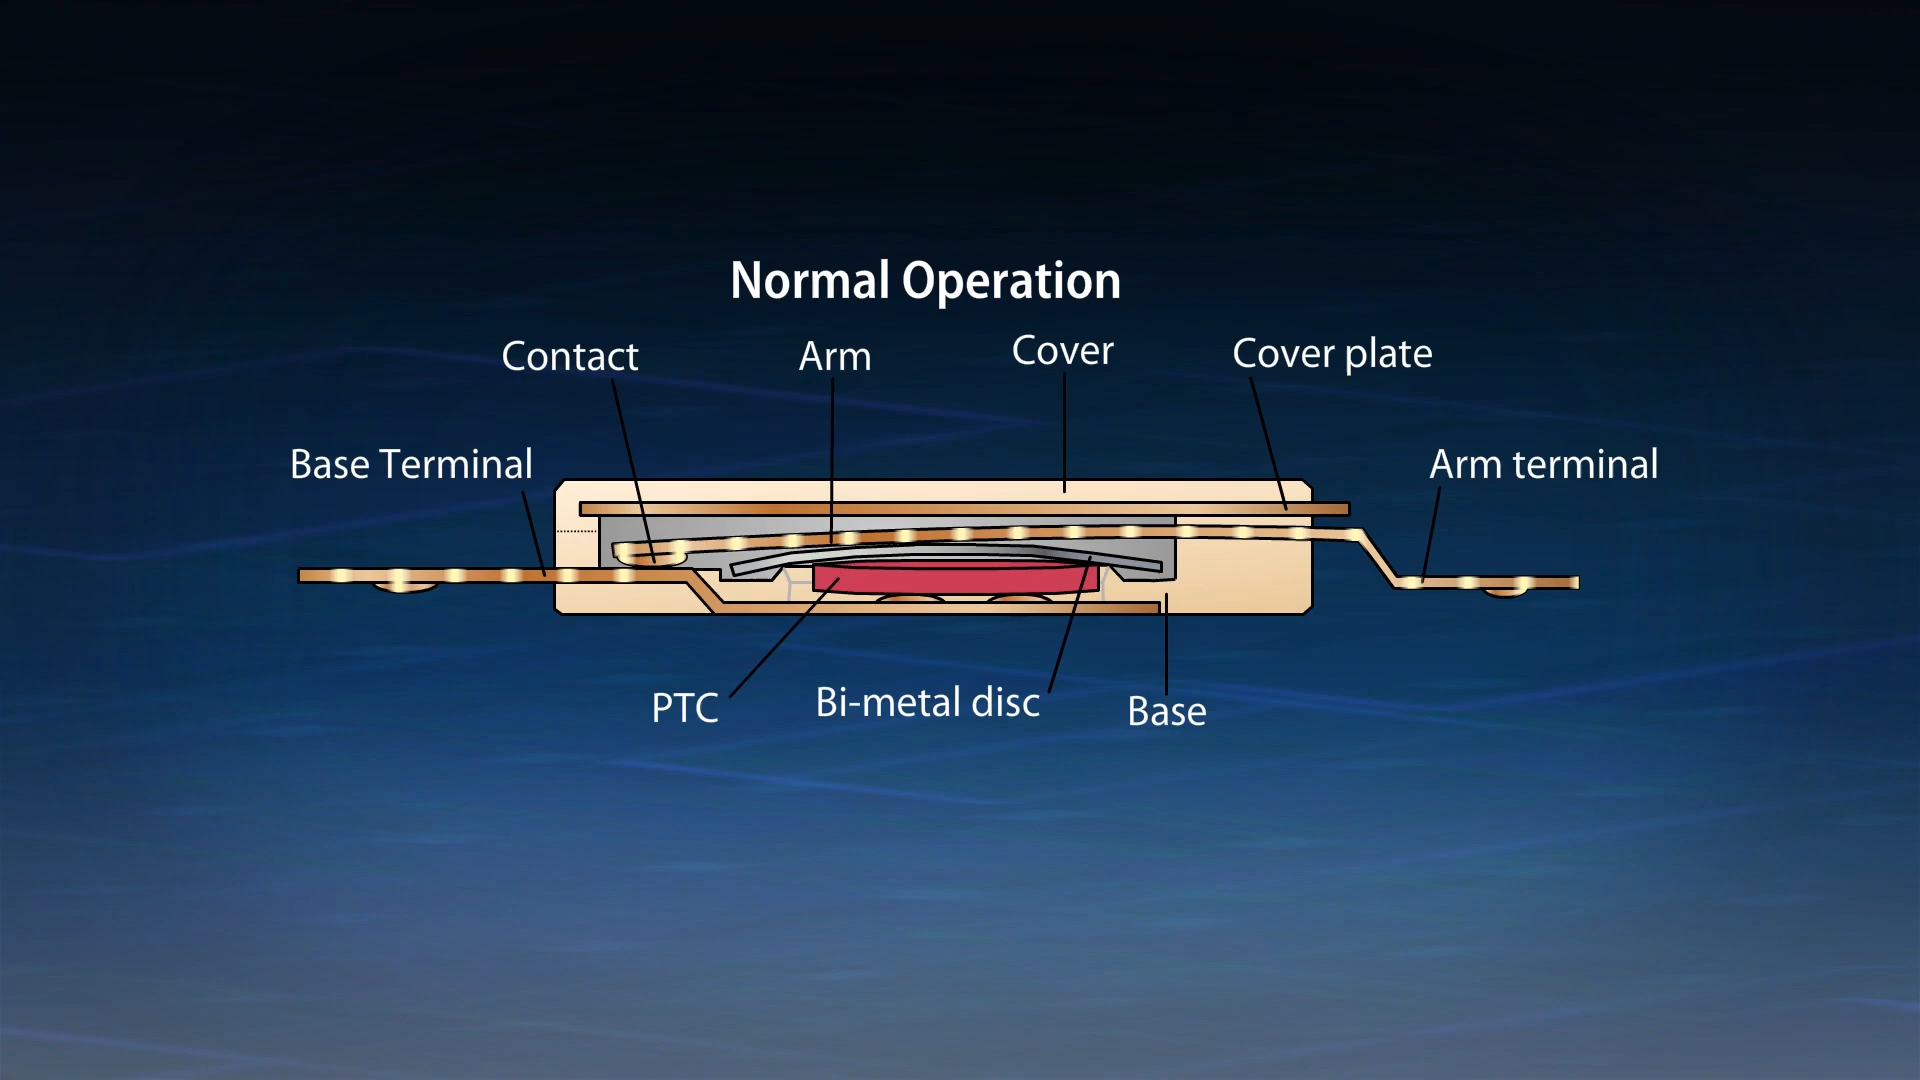 Normal Operation
Contact
Arm
Cover
Cover plate
Base Terminal
Arm terminal
PTC
Bi-metal disc
Base